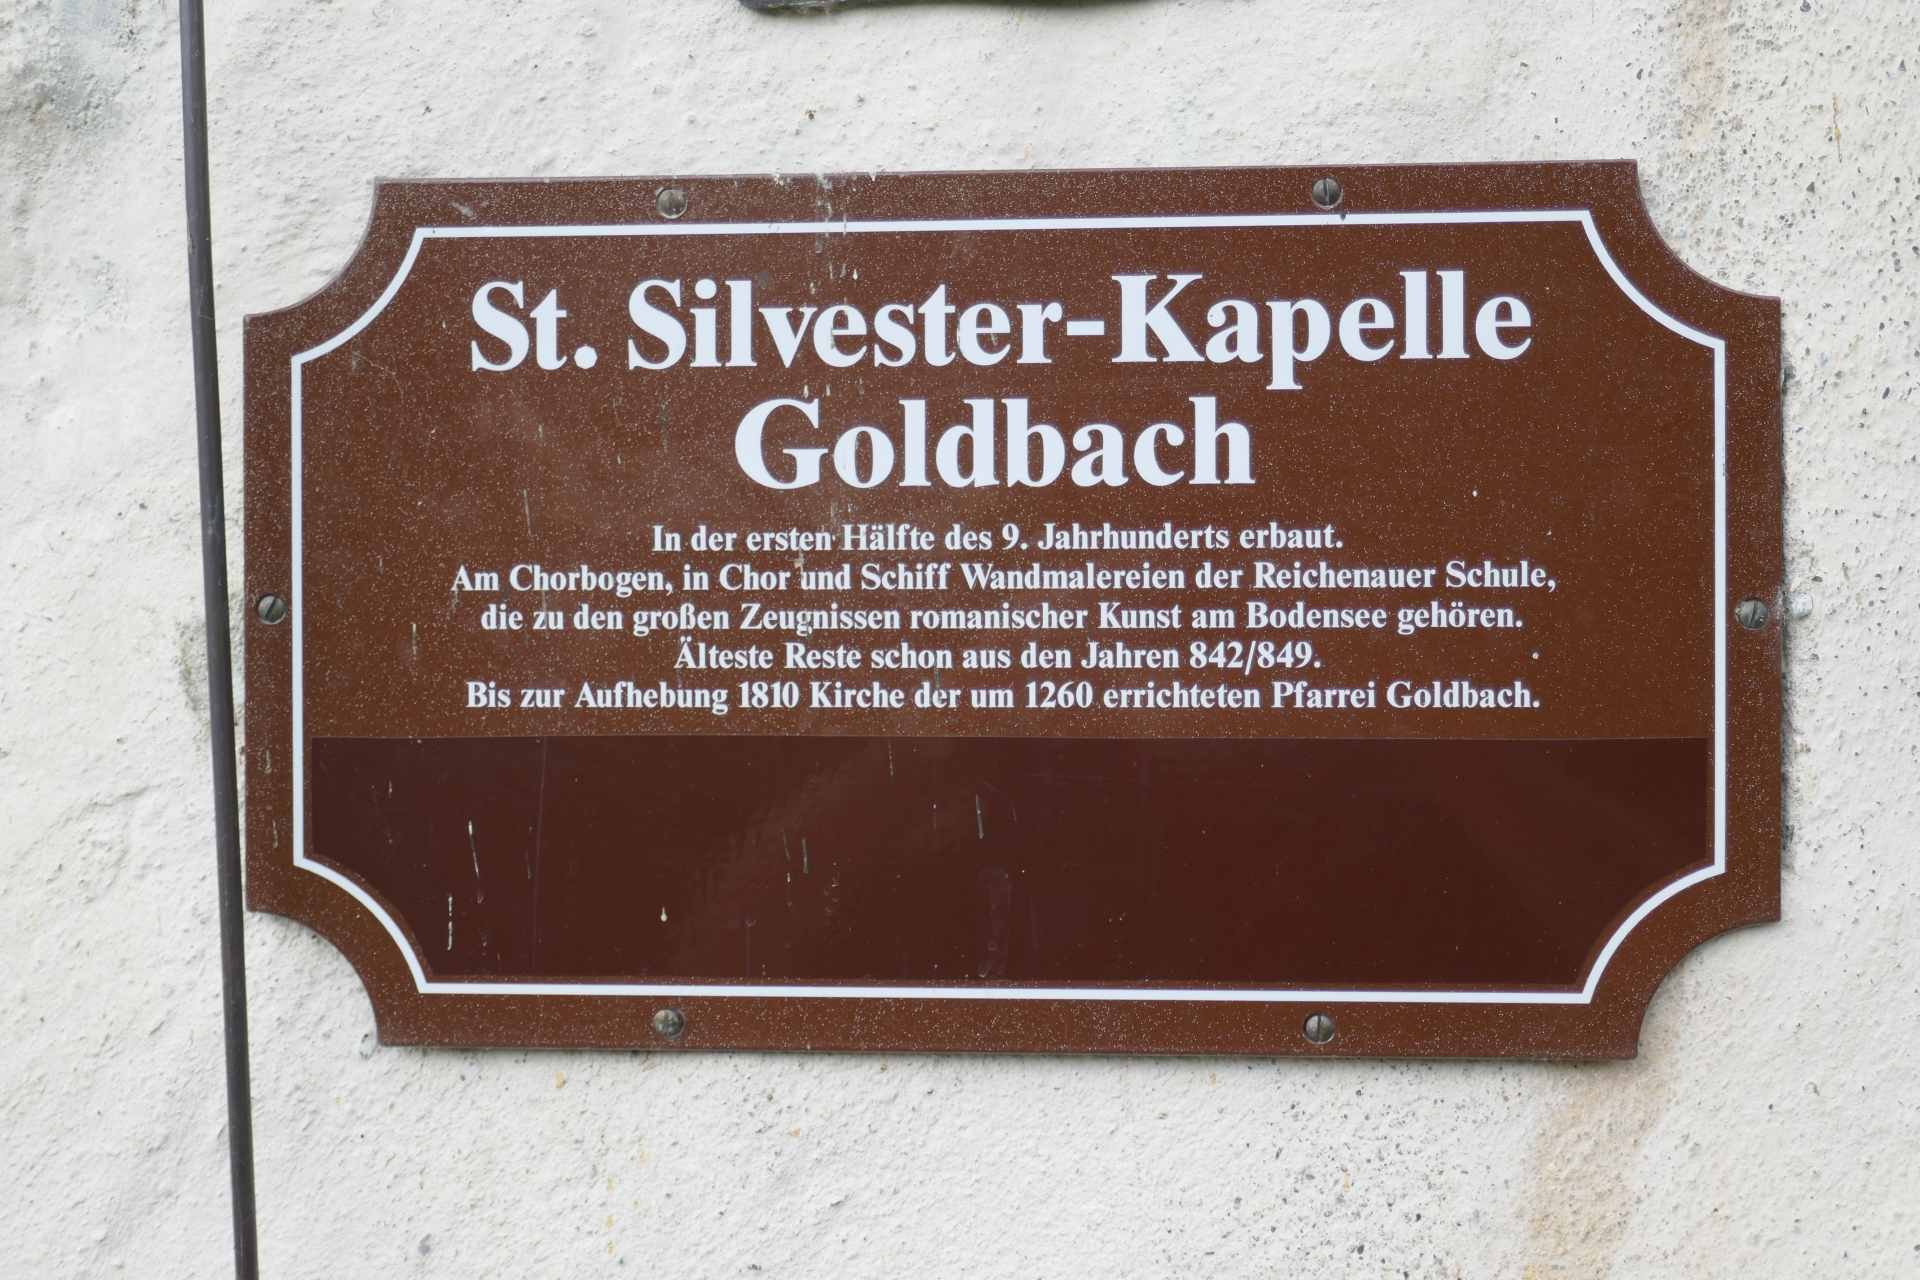 St. Silvester-Kapelle
Goldbach
In der ersten Hälfte des 9. Jahrhunderts erbaut.
Am Chorbogen, in Chor und Schiff Wandmalereien der Reichenauer Schule,
die zu den großen Zeugnissen romanischer Kunst am Bodensee gehören.
Älteste Reste schon aus den Jahren 842/849.
Bis zur Aufhebung 1810 Kirche der um 1260 errichteten Pfarrei Goldbach.